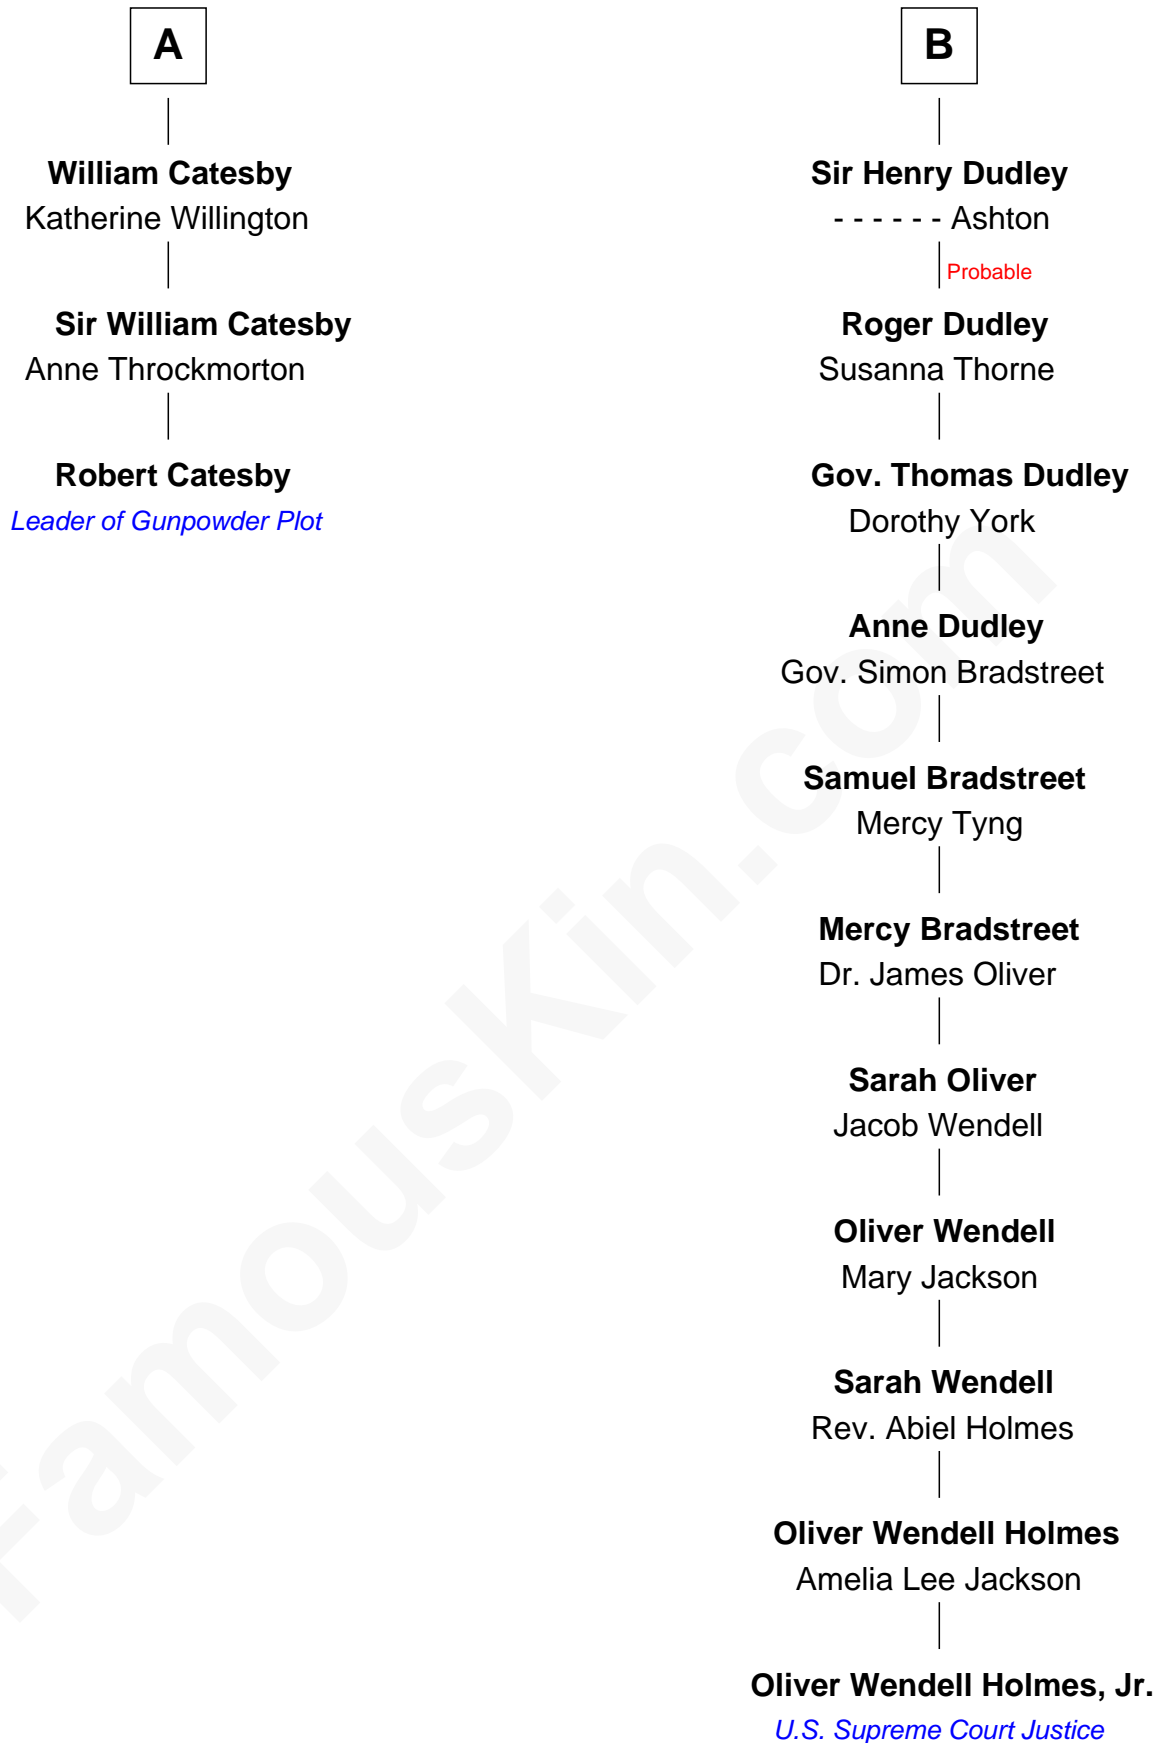 A
William Catesby
Katherine Willington
Sir William Catesby
Anne Throckmorton
Robert Catesby
Leader of Gunpowder Plot
B
Sir Henry Dudley
- - - - - - Ashton
Probable
Roger Dudley
Susanna Thorne
Gov. Thomas Dudley
Dorothy York
Anne Dudley
Gov. Simon Bradstreet
Samuel Bradstreet
Mercy Tyng
Mercy Bradstreet
Dr. James Oliver
Sarah Oliver
Jacob Wendell
Oliver Wendell
Mary Jackson
Sarah Wendell
Rev. Abiel Holmes
Oliver Wendell Holmes
Amelia Lee Jackson
Oliver Wendell Holmes, Jr.
U.S. Supreme Court Justice
FamousKin.com